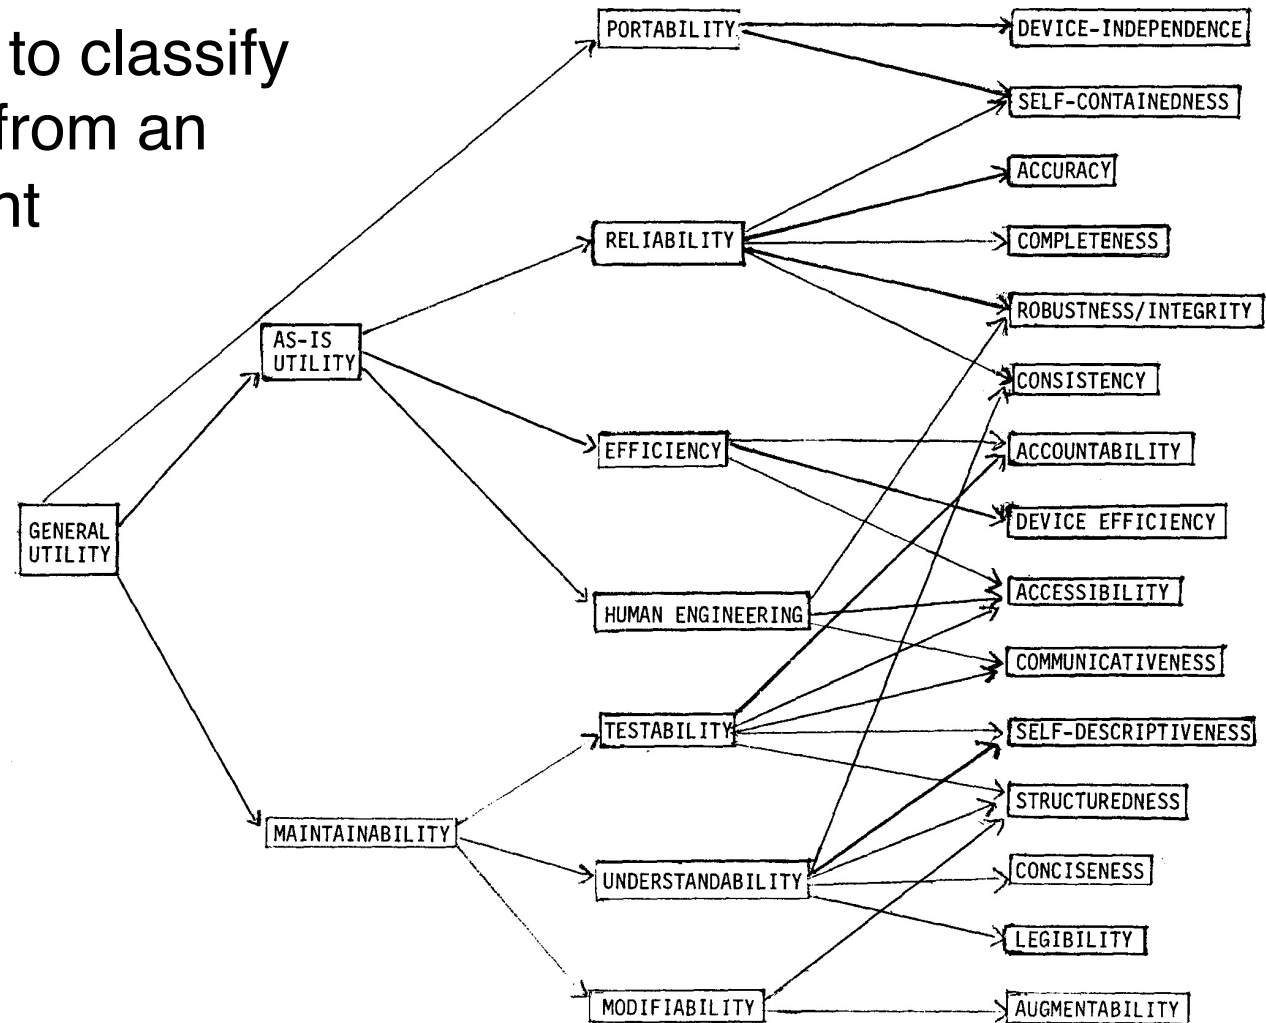 to classify
from an
nt
PORTABILITY
DEVICE-INDEPENDENCE
SELF-CONTAINEDNESS
ACCURACY
RELIABILITY
COMPLETENESS
ROBUSTNESS/INTEGRITY
AS-IS
UTILITY
CONSISTENCY
EFFICIENCY
ACCOUNTABILITY
GENERAL
UTILITY
DEVICE EFFICIENCY
ACCESSIBILITY
HUMAN ENGINEERING
COMMUNICATIVENESS
TESTABILITY
SELF-DESCRIPTIVENESS
STRUCTUREDNESS
MAINTAINABILITY
CONCISENESS
UNDERSTANDABILITY
LEGIBILITY
MODIFIABILITY
AUGMENTABILITY